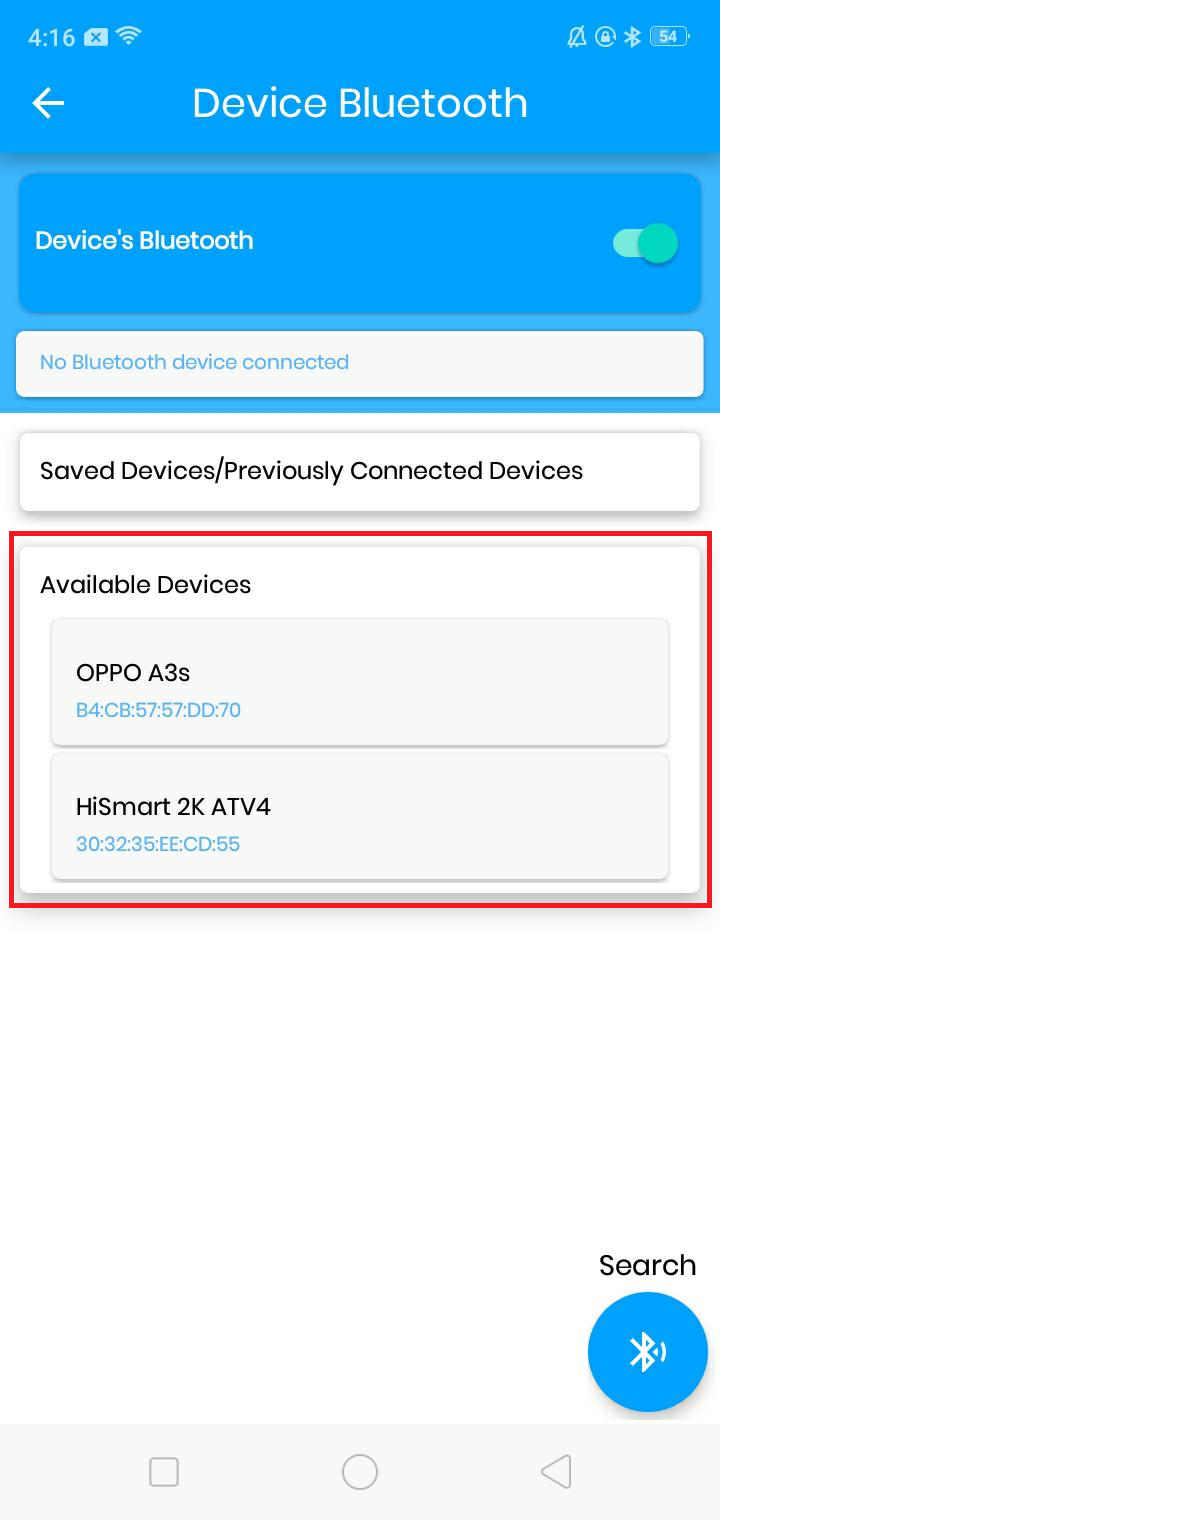 4:16
54
Device Bluetooth
Device's Bluetooth
No Bluetooth device connected
Saved Devices/Previously Connected Devices
Available Devices
OPPO A3s
B4:CB:57:57:DD:70
HiSmart 2K ATV4
30:32:35:EE:CD:55
Search